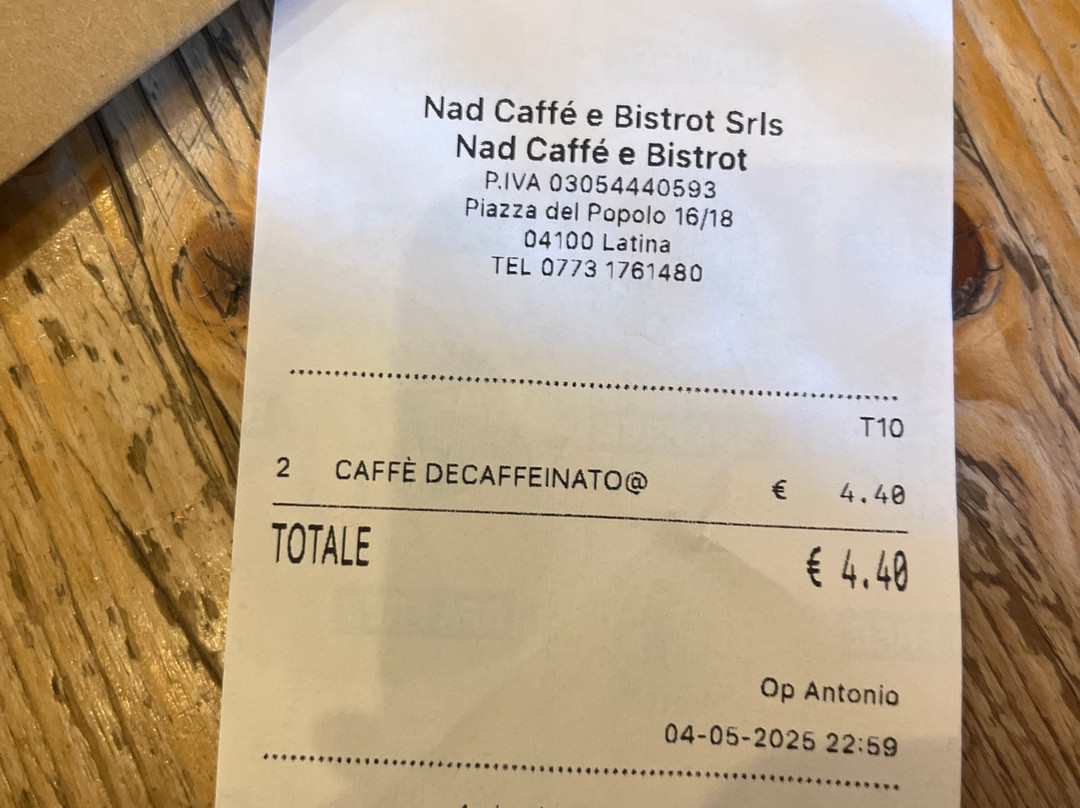 Nad Caffé e Bistrot Srls
Nad Caffé e Bistrot
P.IVA 03054440593
Piazza del Popolo 16/18
04100 Latina
TEL 0773 1761480
T10
2 CAFFÈ DECAFFEINATO@ € 4.40
TOTALE € 4.40
Op Antonio
04-05-2025 22:59